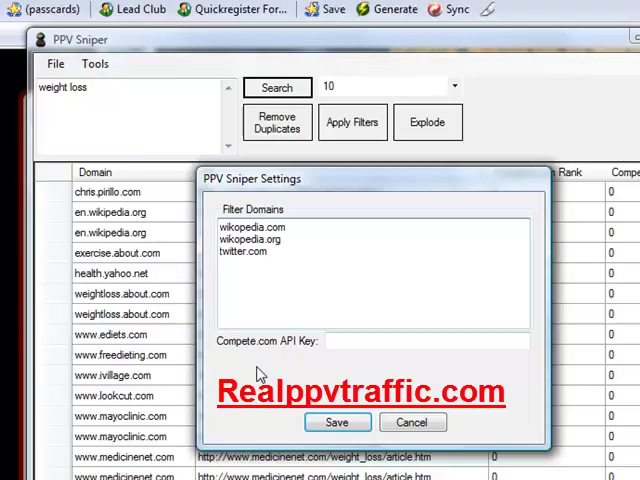 (passcards) Lead Club Quickregister For... Save Generate Sync
PPV Sniper
File Tools
weight loss
Search
10
Remove Duplicates
Apply Filters
Explode
Domain
Rank
Compe
chris.pirillo.com
0
en.wikipedia.org
0
en.wikipedia.org
0
exercise.about.com
0
health.yahoo.net
0
weightloss.about.com
0
weightloss.about.com
0
www.ediets.com
0
www.freedieting.com
0
www.ivillage.com
0
www.lookcut.com
0
www.mayoclinic.com
0
www.mayoclinic.com
0
www.medicinenet.com http://www.medicinenet.com/weight_loss/article.htm 0 0
www.medicinenet.com http://www.medicinenet.com/weight_loss/article.htm 0 0
PPV Sniper Settings
Filter Domains
wikopedia.com
wikopedia.org
twitter.com
Compete.com API Key:
Realppvtraffic.com
Save Cancel